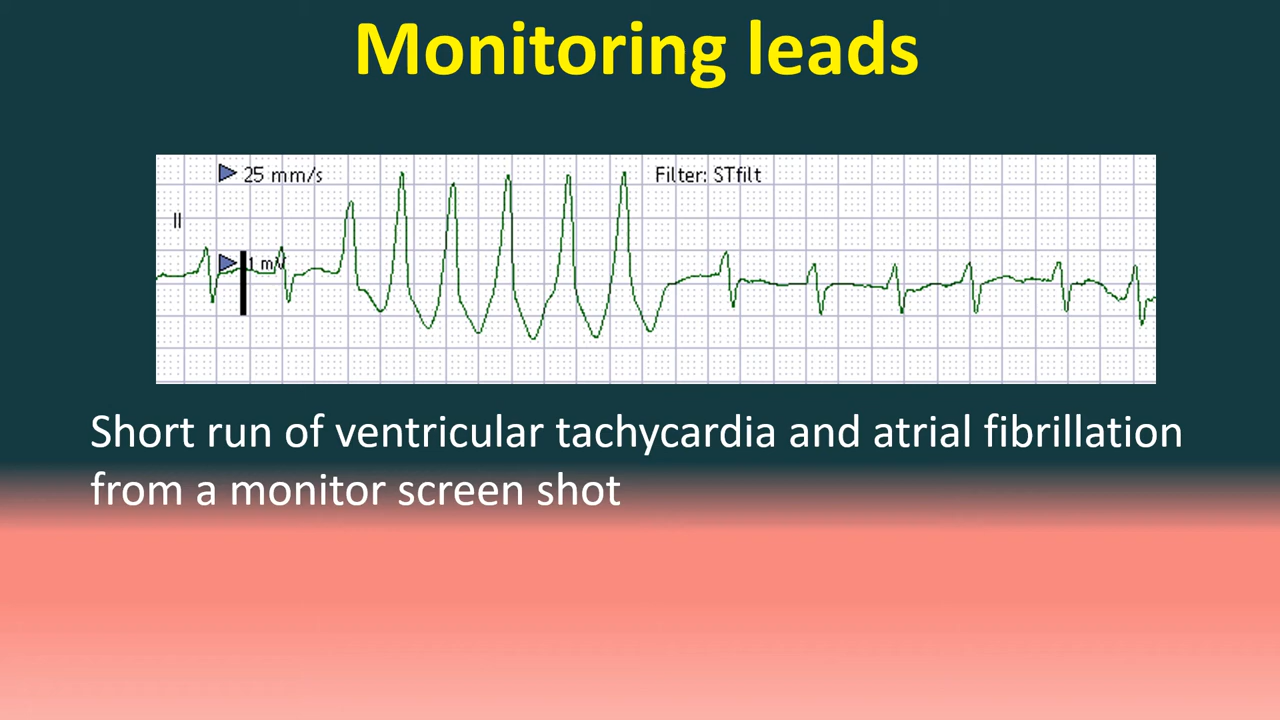 Monitoring leads
25 mm/s
Filter: STfilt
II
1 mV
Short run of ventricular tachycardia and atrial fibrillation
from a monitor screen shot